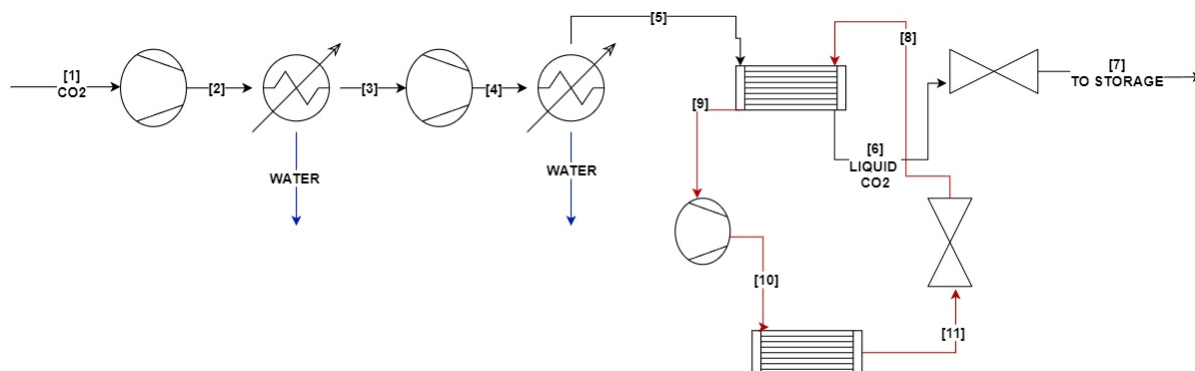 [1]
CO2
[2]
WATER
[3]
[4]
WATER
[5]
[8]
[9]
[6]
LIQUID
CO2
[7]
TO STORAGE
[10]
[11]